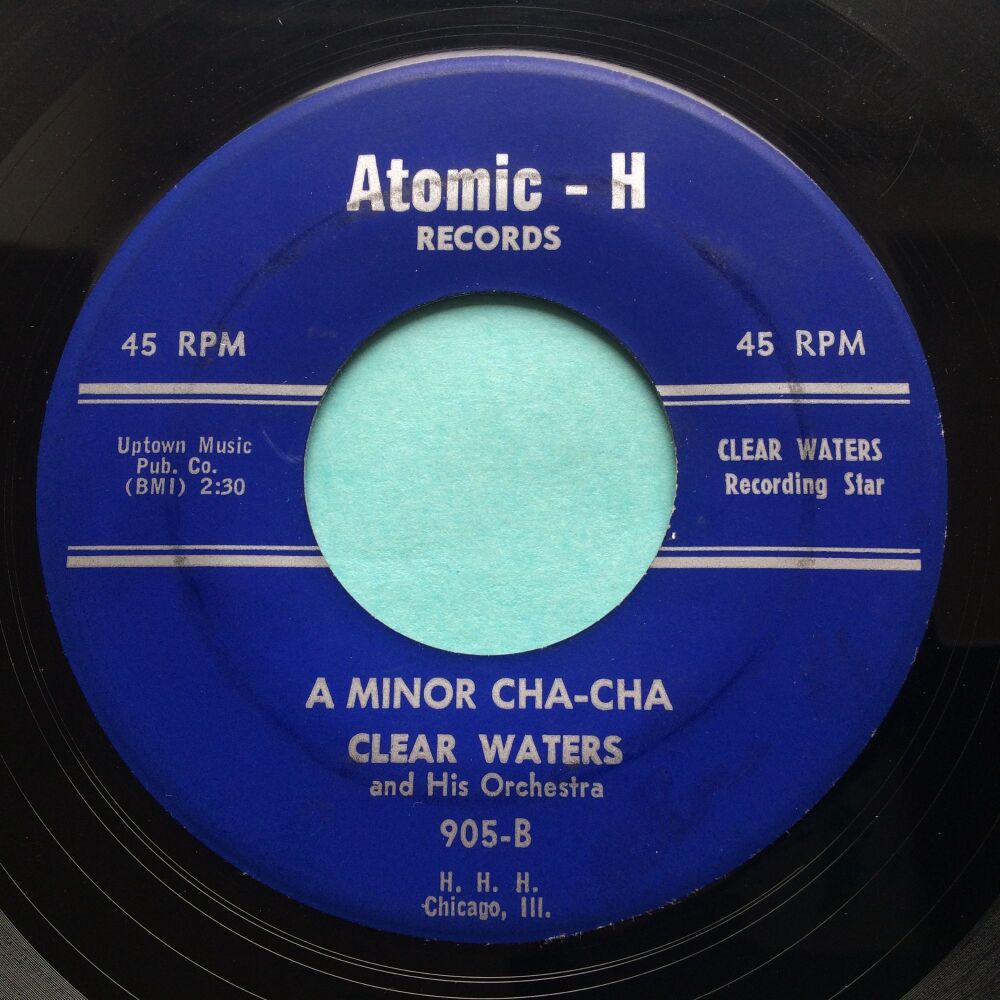 Atomic - H
RECORDS
45 RPM
45 RPM
Uptown Music
Pub. Co.
(BMI) 2:30
CLEAR WATERS
Recording Star
A MINOR CHA-CHA
CLEAR WATERS
and His Orchestra
905-B
H. H. H.
Chicago, Ill.